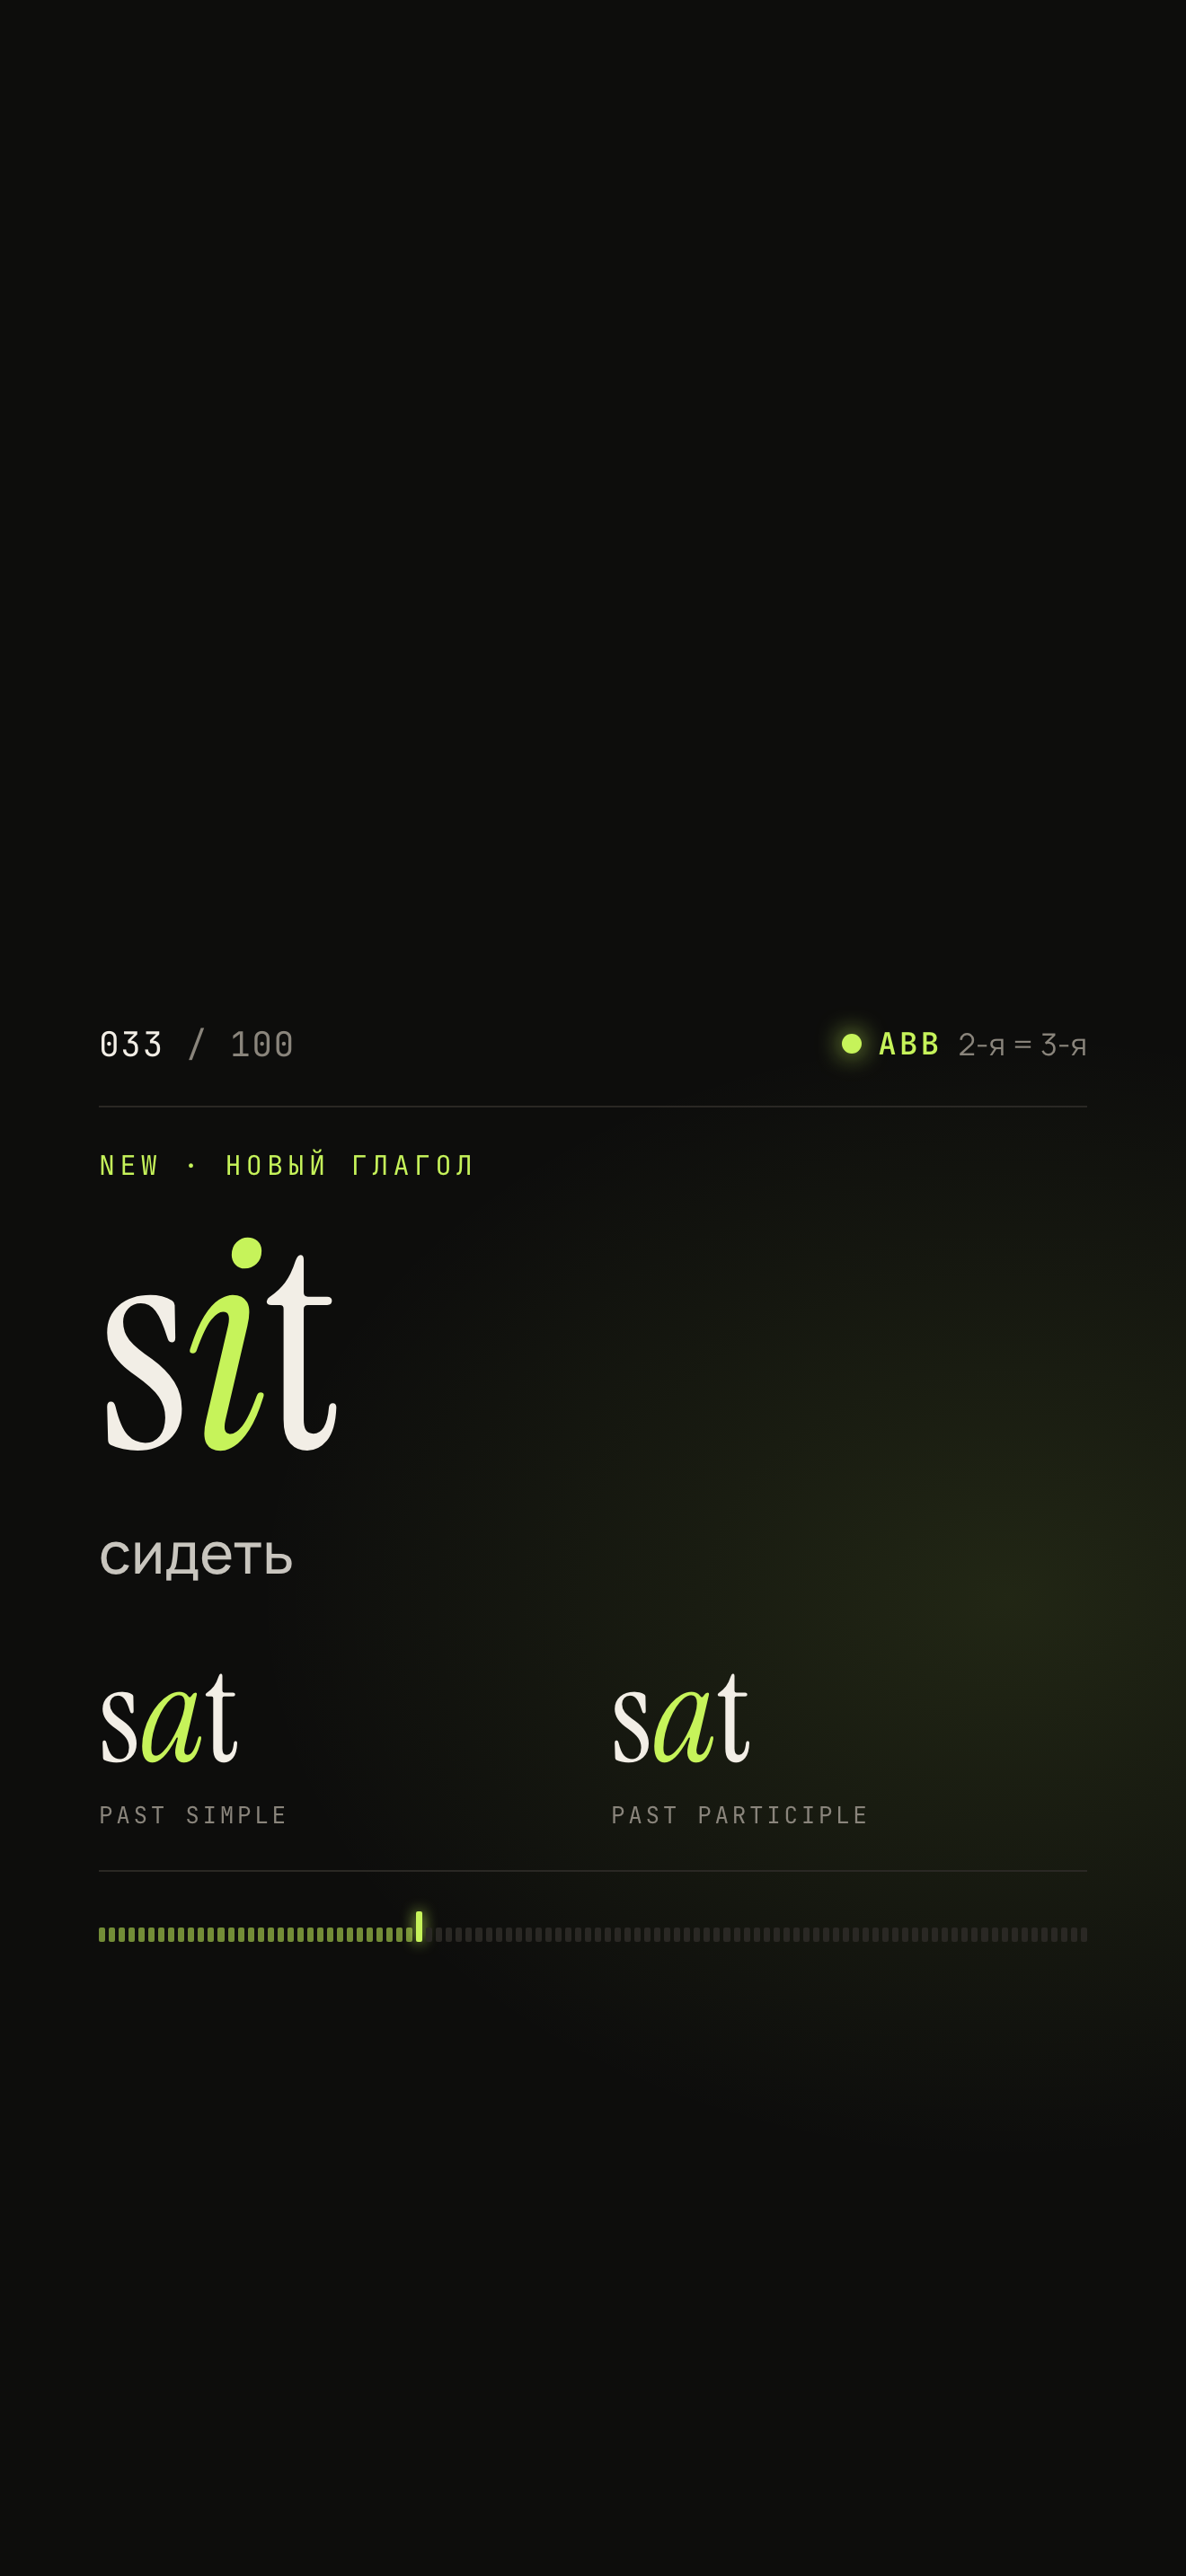 033 / 100
ABB 2-я = 3-я
NEW · НОВЫЙ ГЛАГОЛ
sit
сидеть
sat
sat
PAST SIMPLE
PAST PARTICIPLE